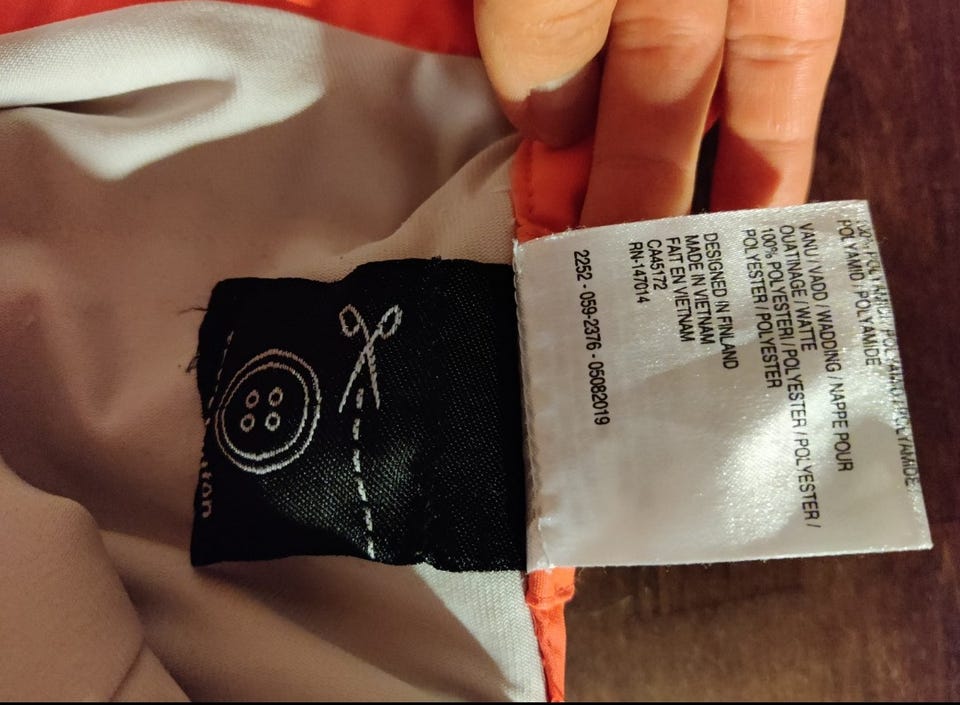 POLYAMID / POLYAMIDE
VANU / VADD / WADDING / NAPPE POUR
OUATINAGE / WATTE
100% POLYESTERI / POLYESTER / POLYESTER /
POLYESTER / POLYESTER
DESIGNED IN FINLAND
MADE IN VIETNAM
FAIT EN VIETNAM
CA45172
RN-147014
2252 - 059-2376 - 05082019